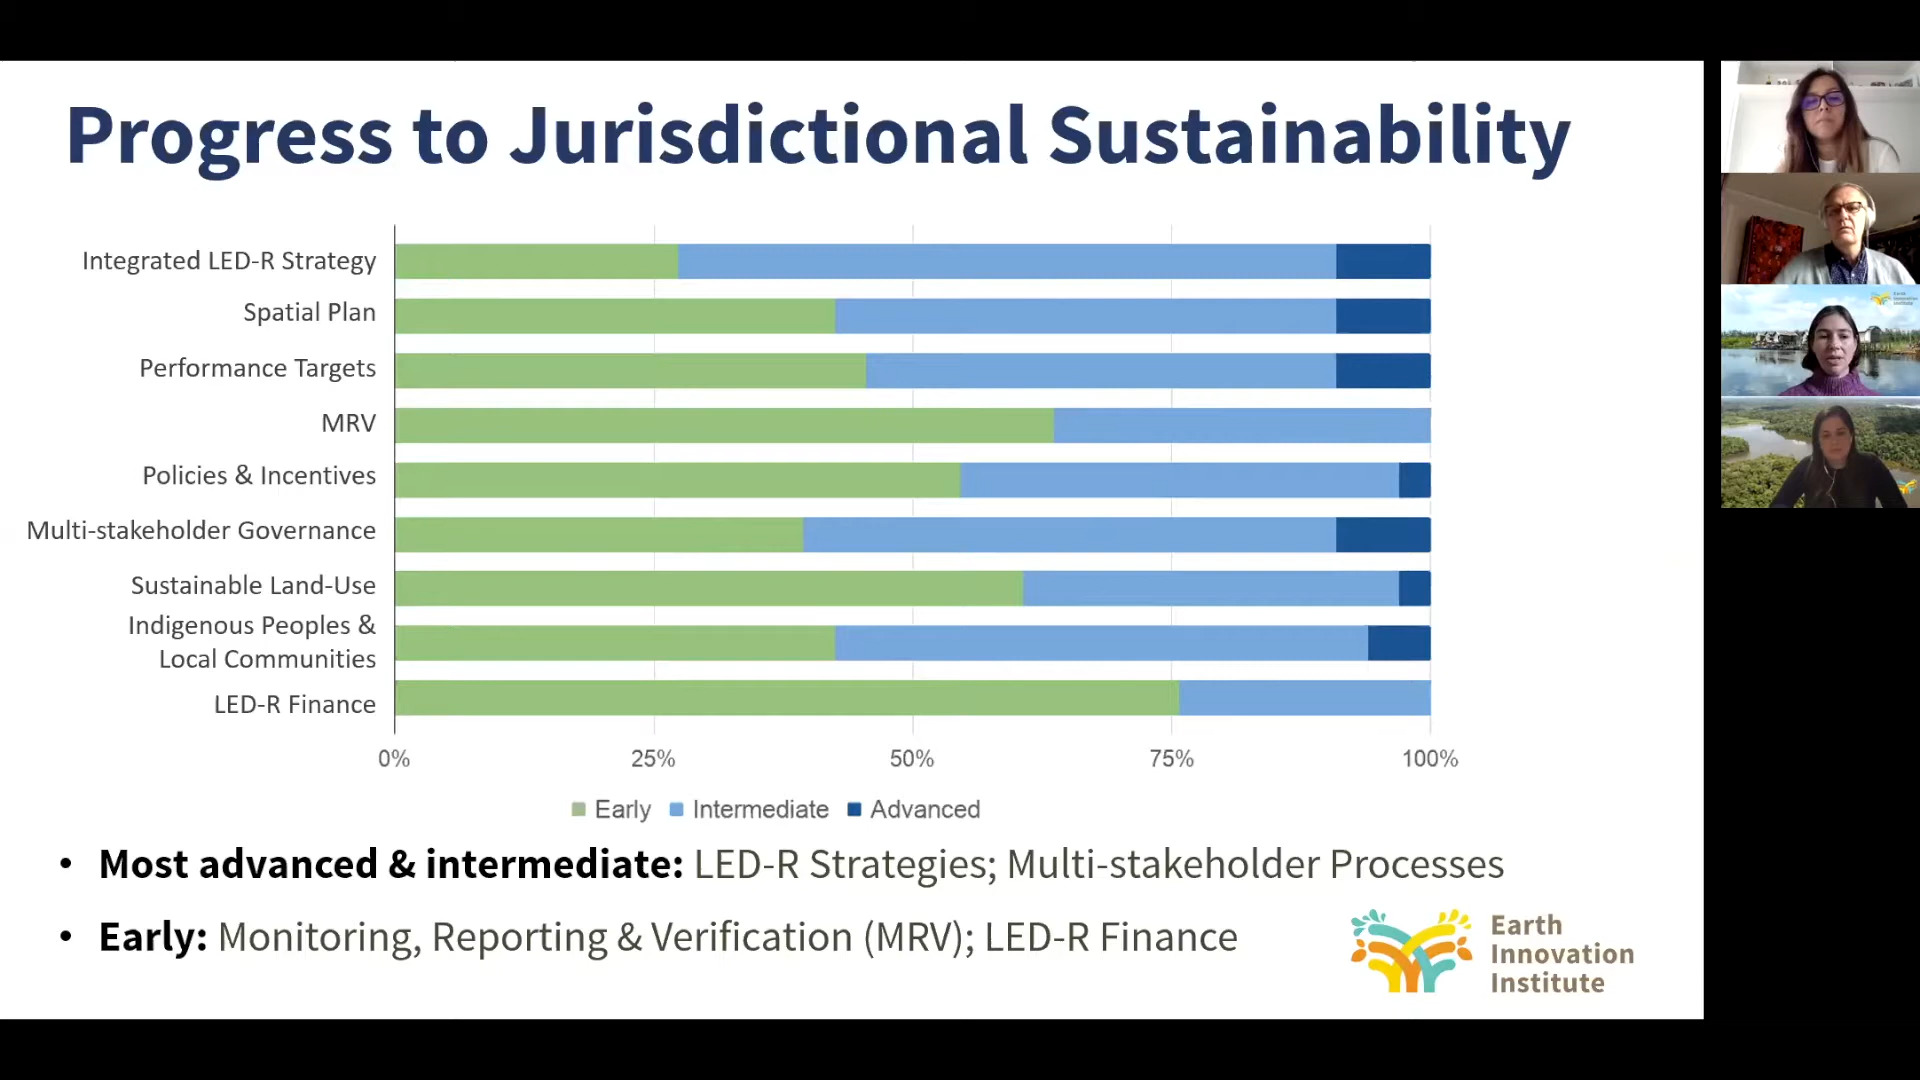 Progress to Jurisdictional Sustainability
Integrated LED-R Strategy
Spatial Plan
Performance Targets
MRV
Policies & Incentives
Multi-stakeholder Governance
Sustainable Land-Use
Indigenous Peoples &
Local Communities
LED-R Finance
0% 25% 50% 75% 100%
Early Intermediate Advanced
• Most advanced & intermediate: LED-R Strategies; Multi-stakeholder Processes
• Early: Monitoring, Reporting & Verification (MRV); LED-R Finance
Earth
Innovation
Institute